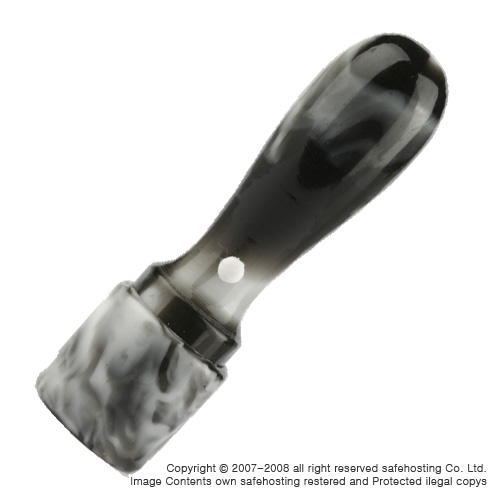 Copyright © 2007-2008 all right reserved safehosting Co. Ltd.
Image Contents own safehosting restered and Protected ilegal copys